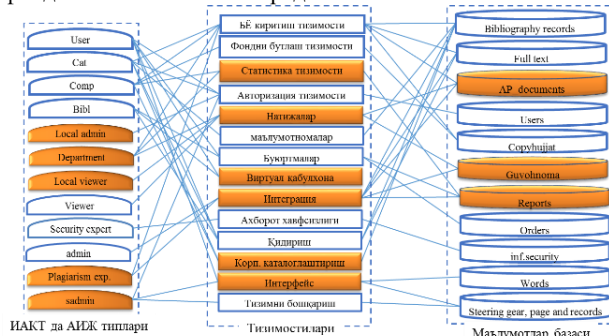 User
Cat
Comp
Bibl
Local admin
Department
Local viewer
Viewer
Security expert
admin
Plagiarism exp.
sadmin
ИАКТ да АИЖ типлари
БЁ киритиш тизимости
Фондни бутлаш тизимости
Статистика тизимости
Авторизация тизимости
Натижалар
маълумотномалар
Буюртмалар
Виртуал қабулхона
Интеграция
Ахборот хавфсизлиги
Қидириш
Корп. каталоглаштириш
Интерфейс
Тизимни бошқариш
Тизимостилари
Bibliography records
Full text
AP_documents
Users
Copyhujjat
Guvohnoma
Reports
Orders
inf.security
Words
Steering gear, page and records
Маълумотлар базаси